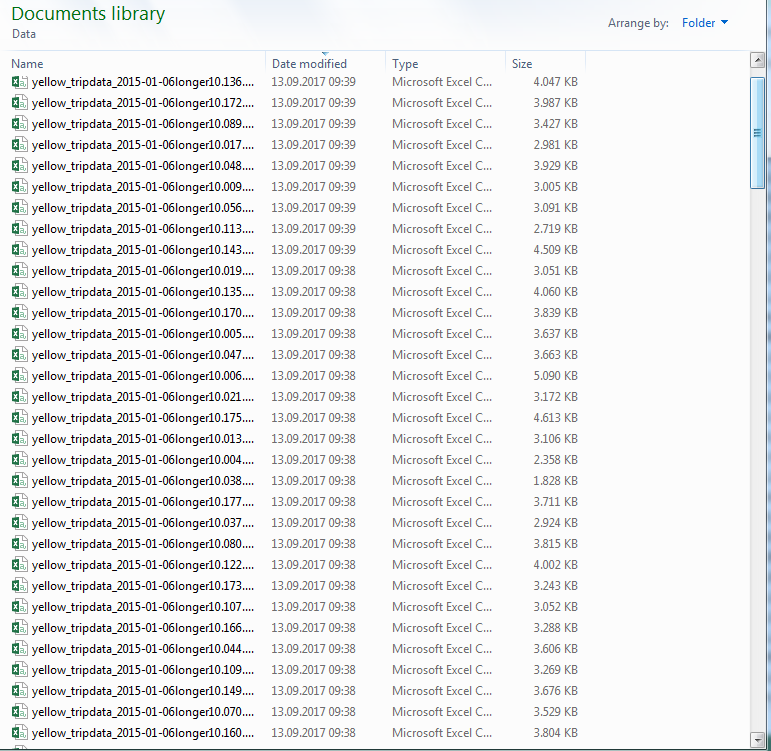 Documents library
Data
Arrange by: Folder
Name Date modified Type Size
yellow_tripdata_2015-01-06longer10.136.... 13.09.2017 09:39 Microsoft Excel C... 4.047 KB
yellow_tripdata_2015-01-06longer10.172.... 13.09.2017 09:39 Microsoft Excel C... 3.987 KB
yellow_tripdata_2015-01-06longer10.089.... 13.09.2017 09:39 Microsoft Excel C... 3.427 KB
yellow_tripdata_2015-01-06longer10.017.... 13.09.2017 09:39 Microsoft Excel C... 2.981 KB
yellow_tripdata_2015-01-06longer10.048.... 13.09.2017 09:39 Microsoft Excel C... 3.929 KB
yellow_tripdata_2015-01-06longer10.009.... 13.09.2017 09:39 Microsoft Excel C... 3.005 KB
yellow_tripdata_2015-01-06longer10.056.... 13.09.2017 09:39 Microsoft Excel C... 3.091 KB
yellow_tripdata_2015-01-06longer10.113.... 13.09.2017 09:39 Microsoft Excel C... 2.719 KB
yellow_tripdata_2015-01-06longer10.143.... 13.09.2017 09:39 Microsoft Excel C... 4.509 KB
yellow_tripdata_2015-01-06longer10.019.... 13.09.2017 09:38 Microsoft Excel C... 3.051 KB
yellow_tripdata_2015-01-06longer10.135.... 13.09.2017 09:38 Microsoft Excel C... 4.060 KB
yellow_tripdata_2015-01-06longer10.170.... 13.09.2017 09:38 Microsoft Excel C... 3.839 KB
yellow_tripdata_2015-01-06longer10.005.... 13.09.2017 09:38 Microsoft Excel C... 3.637 KB
yellow_tripdata_2015-01-06longer10.047.... 13.09.2017 09:38 Microsoft Excel C... 3.663 KB
yellow_tripdata_2015-01-06longer10.006.... 13.09.2017 09:38 Microsoft Excel C... 5.090 KB
yellow_tripdata_2015-01-06longer10.021.... 13.09.2017 09:38 Microsoft Excel C... 3.172 KB
yellow_tripdata_2015-01-06longer10.175.... 13.09.2017 09:38 Microsoft Excel C... 4.613 KB
yellow_tripdata_2015-01-06longer10.013.... 13.09.2017 09:38 Microsoft Excel C... 3.106 KB
yellow_tripdata_2015-01-06longer10.004.... 13.09.2017 09:38 Microsoft Excel C... 2.358 KB
yellow_tripdata_2015-01-06longer10.038.... 13.09.2017 09:38 Microsoft Excel C... 1.828 KB
yellow_tripdata_2015-01-06longer10.177.... 13.09.2017 09:38 Microsoft Excel C... 3.711 KB
yellow_tripdata_2015-01-06longer10.037.... 13.09.2017 09:38 Microsoft Excel C... 2.924 KB
yellow_tripdata_2015-01-06longer10.080.... 13.09.2017 09:38 Microsoft Excel C... 3.815 KB
yellow_tripdata_2015-01-06longer10.122.... 13.09.2017 09:38 Microsoft Excel C... 4.002 KB
yellow_tripdata_2015-01-06longer10.173.... 13.09.2017 09:38 Microsoft Excel C... 3.243 KB
yellow_tripdata_2015-01-06longer10.107.... 13.09.2017 09:38 Microsoft Excel C... 3.052 KB
yellow_tripdata_2015-01-06longer10.166.... 13.09.2017 09:38 Microsoft Excel C... 3.288 KB
yellow_tripdata_2015-01-06longer10.044.... 13.09.2017 09:38 Microsoft Excel C... 3.606 KB
yellow_tripdata_2015-01-06longer10.109.... 13.09.2017 09:38 Microsoft Excel C... 3.269 KB
yellow_tripdata_2015-01-06longer10.149.... 13.09.2017 09:38 Microsoft Excel C... 3.676 KB
yellow_tripdata_2015-01-06longer10.070.... 13.09.2017 09:38 Microsoft Excel C... 3.529 KB
yellow_tripdata_2015-01-06longer10.160.... 13.09.2017 09:38 Microsoft Excel C... 3.804 KB